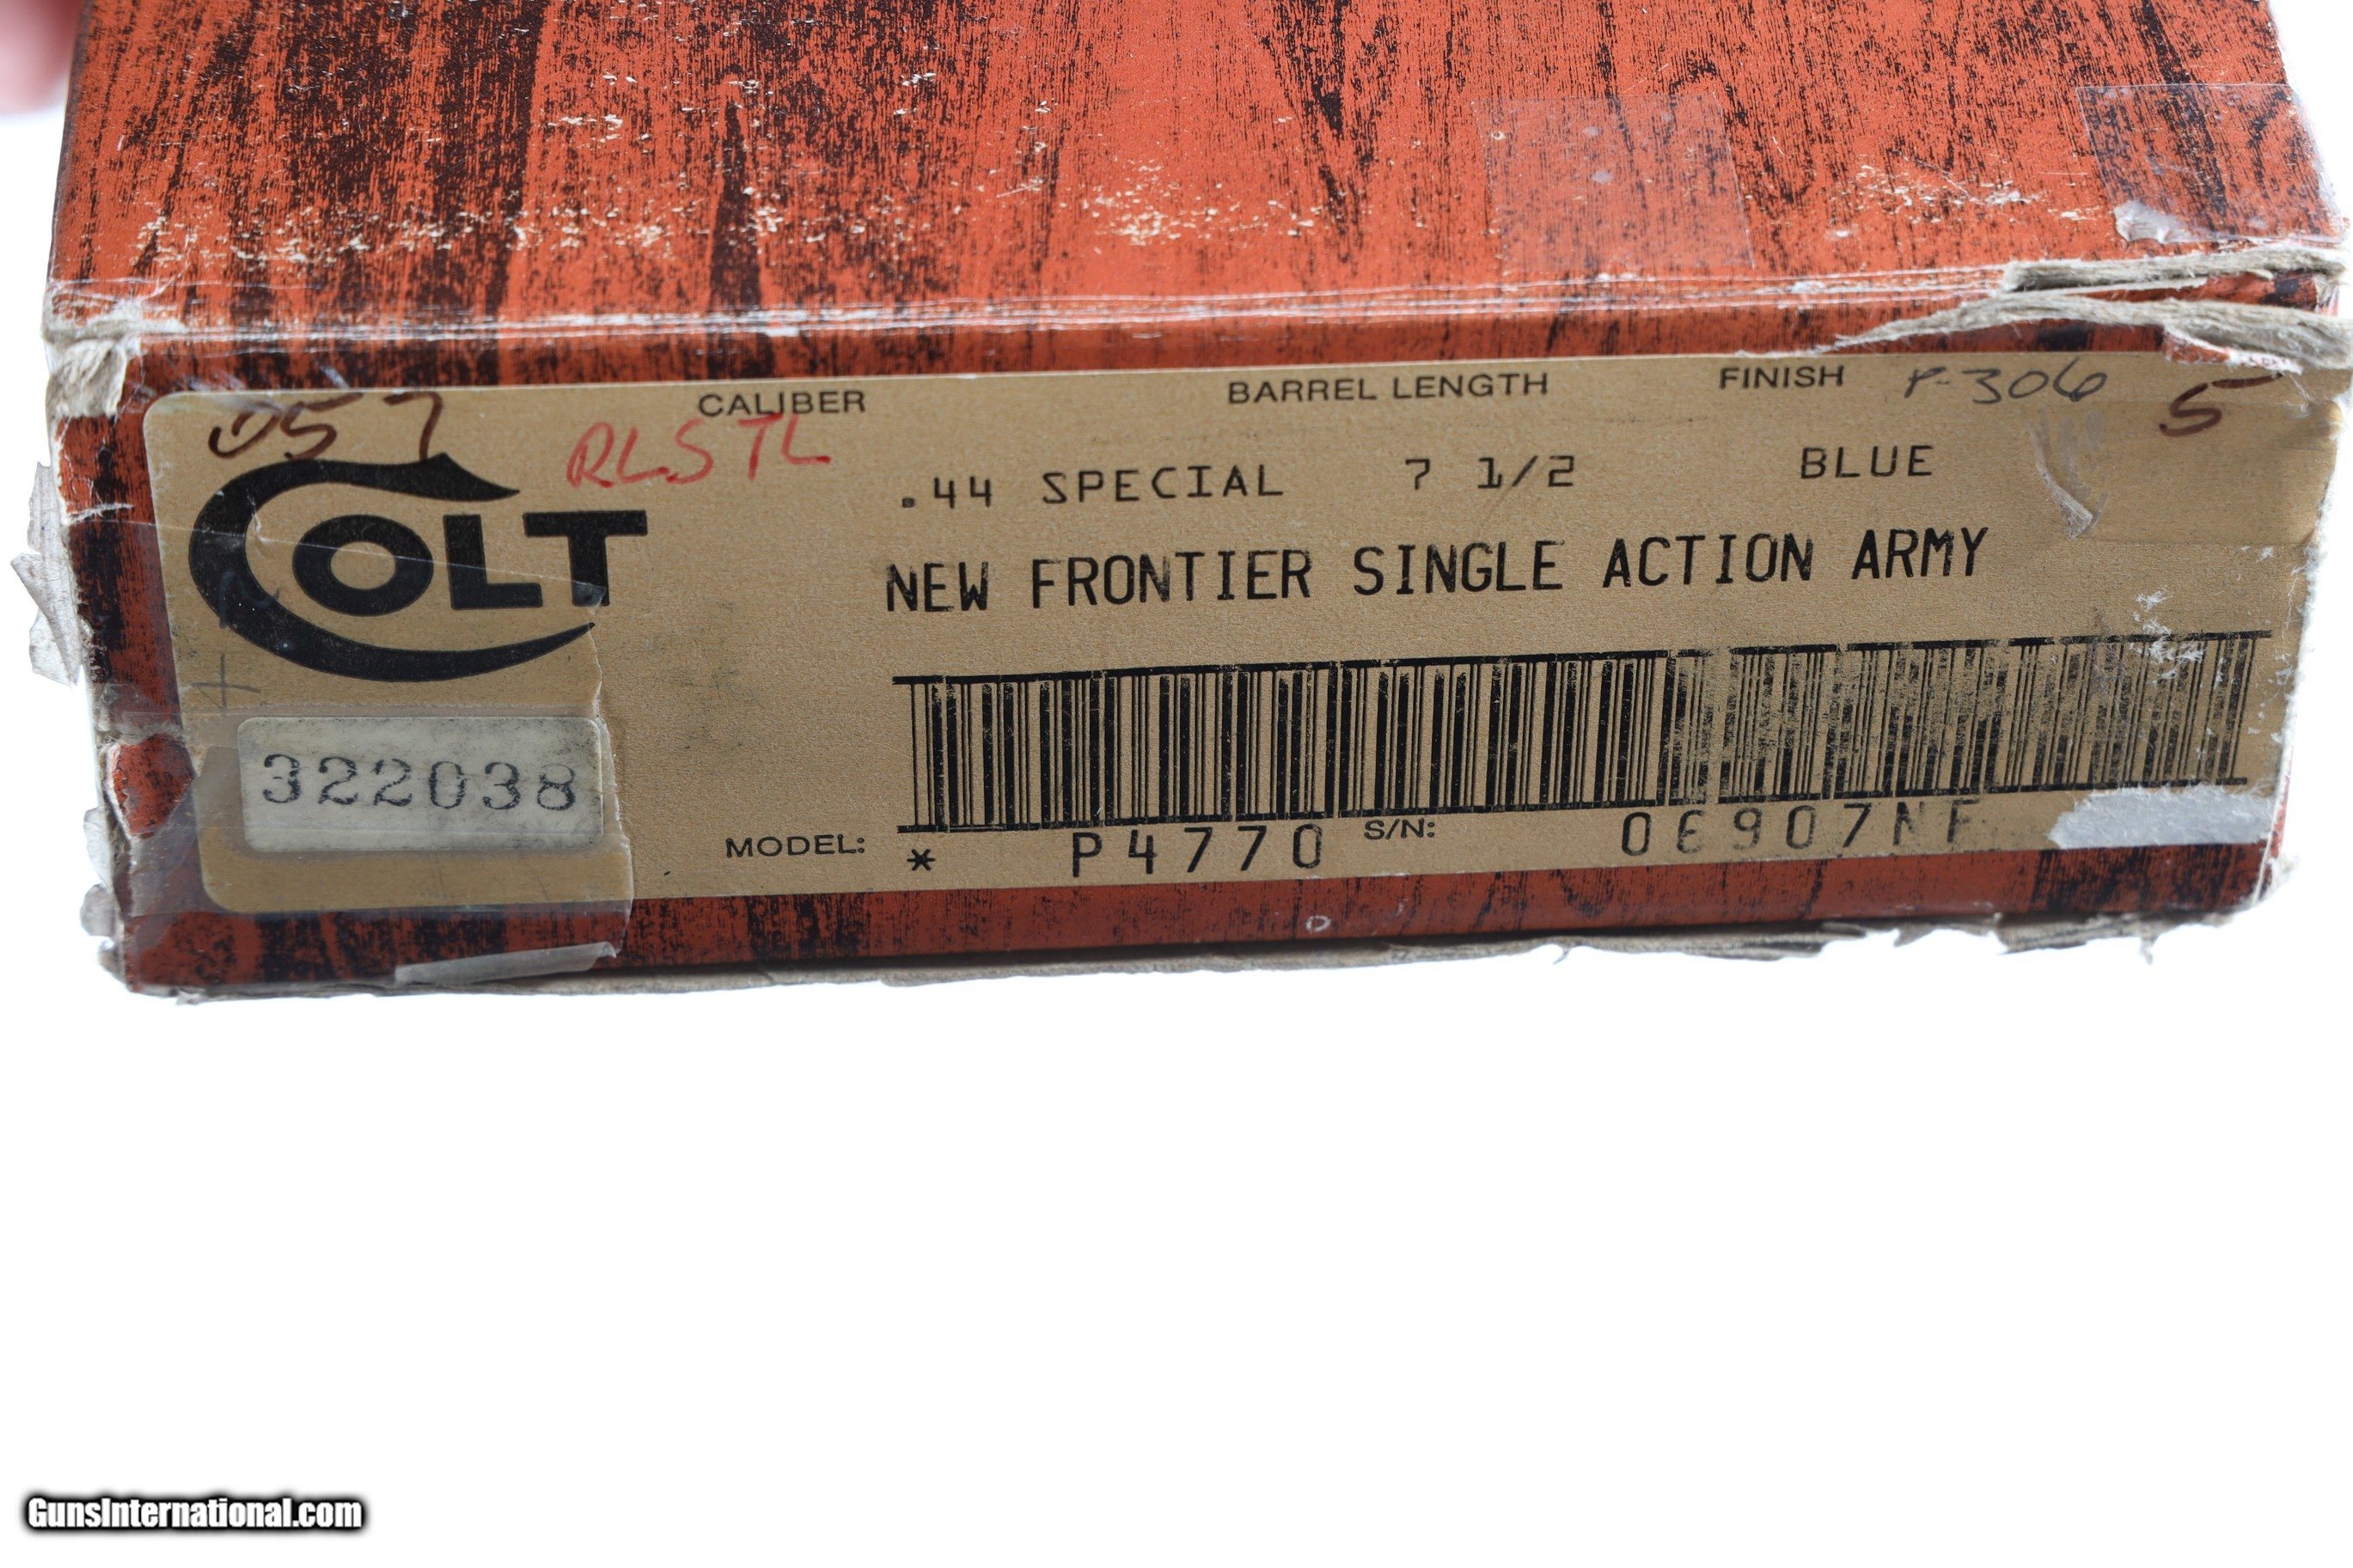 CALIBER BARREL LENGTH FINISH P-306
057 RLSTL 5
COLT
.44 SPECIAL 7 1/2 BLUE
NEW FRONTIER SINGLE ACTION ARMY
322038
MODEL: * P4770 S/N: 06907NF
GunsInternational.com